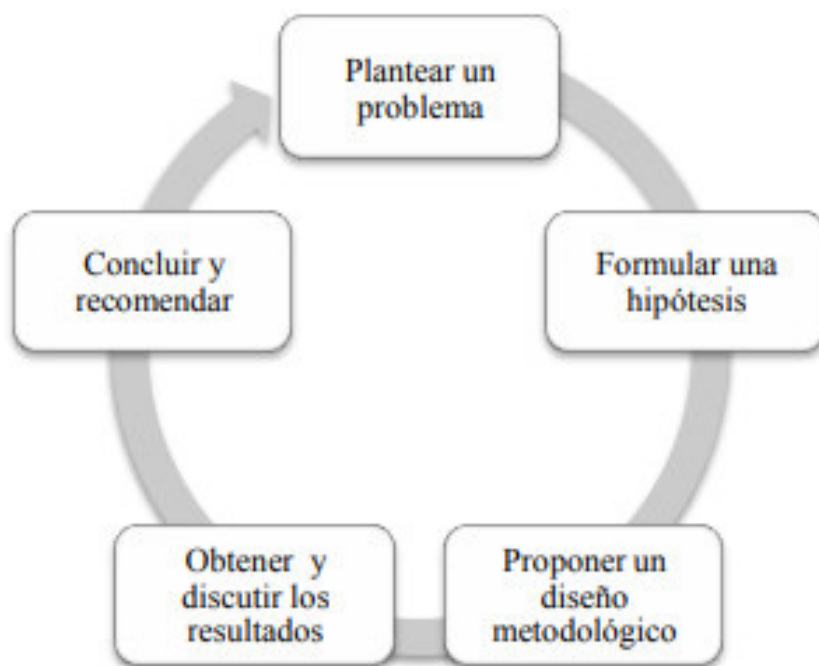 Plantear un
problema
Formular una
hipótesis
Proponer un
diseño
metodológico
Obtener y
discutir los
resultados
Concluir y
recomendar